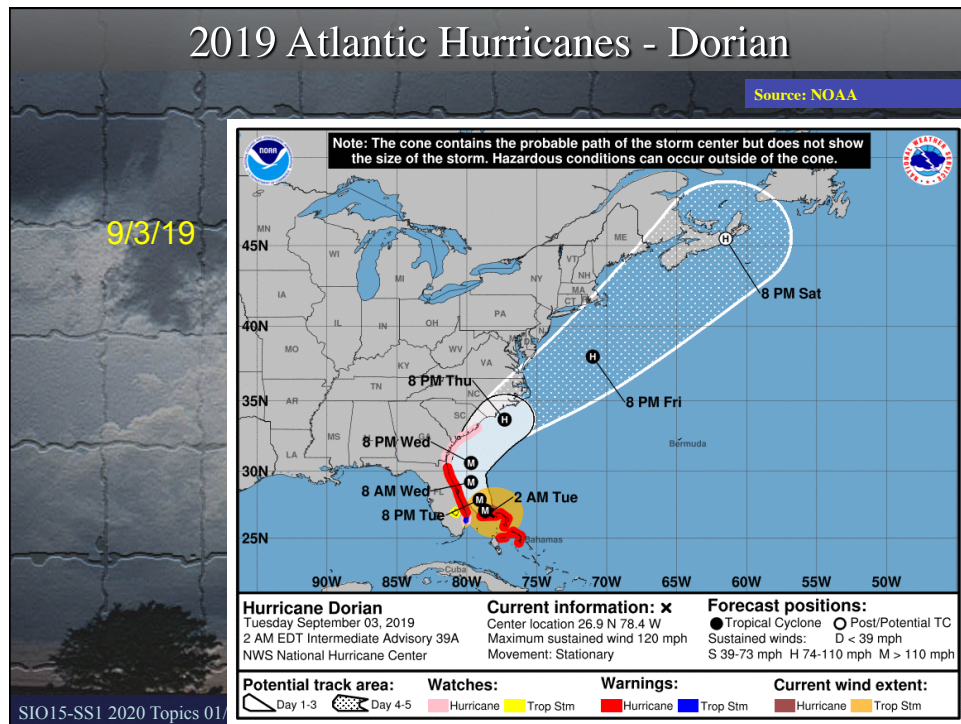 2019 Atlantic Hurricanes - Dorian
Source: NOAA
9/3/19
Note: The cone contains the probable path of the storm center but does not show
the size of the storm. Hazardous conditions can occur outside of the cone.
NOAA
NATIONAL WEATHER SERVICE
MN
WI
MI
IA
IL
IN
OH
PA
NY
VT
NH
ME
MA
CT
NJ
DE
MO
KY
WV
VA
TN
NC
AR
SC
MS
LA
FL
45N
40N
35N
30N
25N
8 PM Sat
H
8 PM Fri
H
8 PM Thu
H
8 PM Wed
M
8 AM Wed
M
8 PM Tue
M
2 AM Tue
M
Bermuda
Bahamas
Cuba
90W 85W 80W 75W 70W 65W 60W 55W 50W
Hurricane Dorian
Tuesday September 03, 2019
2 AM EDT Intermediate Advisory 39A
NWS National Hurricane Center
Current information: x
Center location 26.9 N 78.4 W
Maximum sustained wind 120 mph
Movement: Stationary
Forecast positions:
Tropical Cyclone Post/Potential TC
Sustained winds: D < 39 mph
S 39-73 mph H 74-110 mph M > 110 mph
Potential track area:
Day 1-3 Day 4-5
Watches:
Hurricane Trop Stm
Warnings:
Hurricane Trop Stm
Current wind extent:
Hurricane Trop Stm
SIO15-SS1 2020 Topics 01/